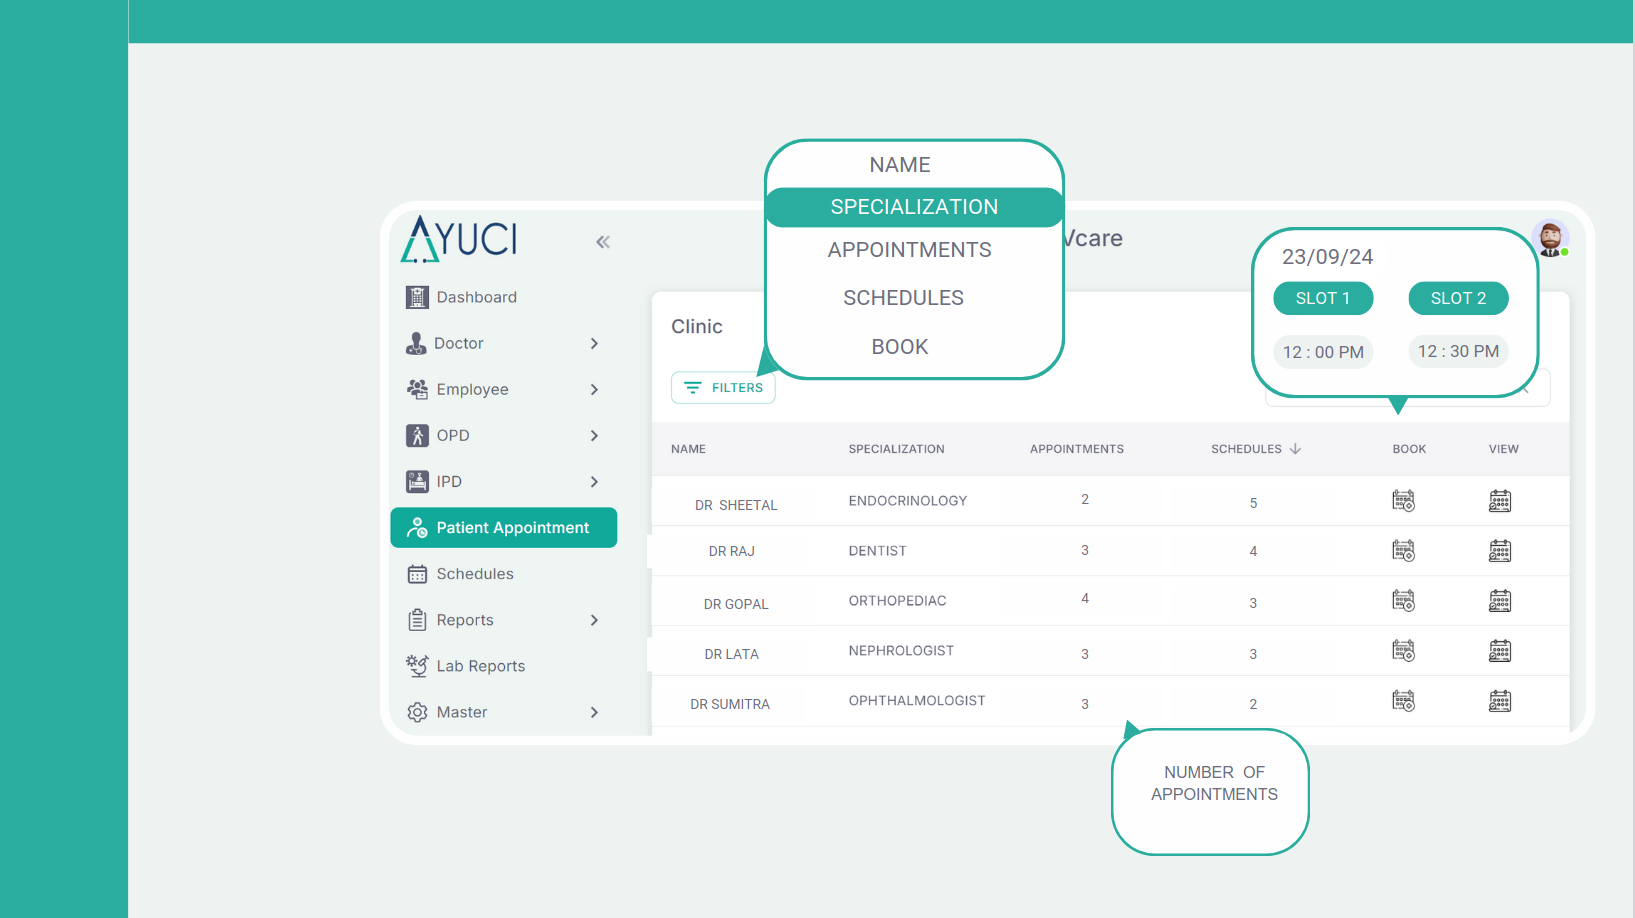 NAME
SPECIALIZATION
APPOINTMENTS
SCHEDULES
BOOK
AYUCI
Vcare
23/09/24
SLOT 1 SLOT 2
12 : 00 PM 12 : 30 PM
Dashboard
Doctor
Employee
OPD
IPD
Patient Appointment
Schedules
Reports
Lab Reports
Master
Clinic
FILTERS
NAME SPECIALIZATION APPOINTMENTS SCHEDULES BOOK VIEW
DR SHEETAL ENDOCRINOLOGY 2 5
DR RAJ DENTIST 3 4
DR GOPAL ORTHOPEDIAC 4 3
DR LATA NEPHROLOGIST 3 3
DR SUMITRA OPHTHALMOLOGIST 3 2
NUMBER OF
APPOINTMENTS